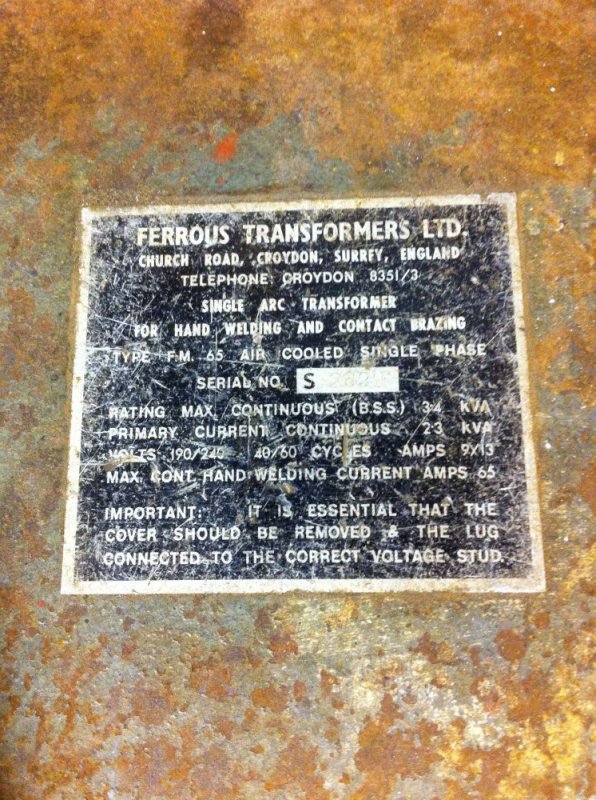 FERROUS TRANSFORMERS LTD.
CHURCH ROAD, CROYDON, SURREY, ENGLAND
TELEPHONE: CROYDON 8351/3
SINGLE ARC TRANSFORMER
FOR HAND WELDING AND CONTACT BRAZING
TYPE F.M. 65 AIR COOLED SINGLE PHASE
SERIAL NO. S
RATING MAX. CONTINUOUS (B.S.S.) 3·4 KVA
PRIMARY CURRENT CONTINUOUS 2·3 KVA
VOLTS 190/240 40/60 CYCLES AMPS 9X13
MAX. CONT. HAND WELDING CURRENT AMPS 65
IMPORTANT: IT IS ESSENTIAL THAT THE
COVER SHOULD BE REMOVED & THE LUG
CONNECTED TO THE CORRECT VOLTAGE STUD.